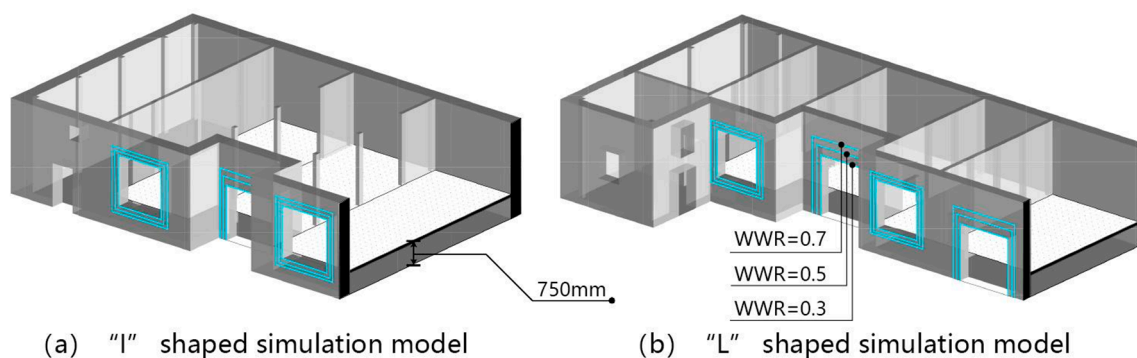 750mm
WWR=0.7
WWR=0.5
WWR=0.3
(a) “I” shaped simulation model
(b) “L” shaped simulation model